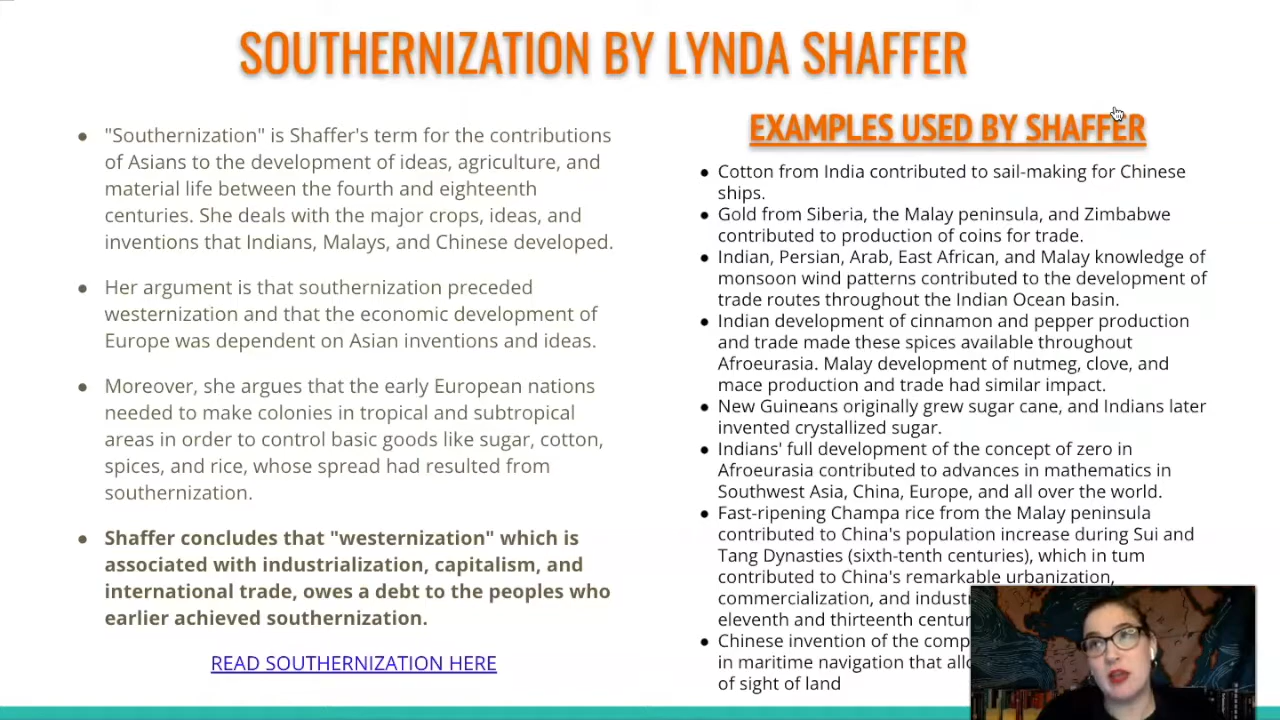 SOUTHERNIZATION BY LYNDA SHAFFER
● "Southernization" is Shaffer's term for the contributions
of Asians to the development of ideas, agriculture, and
material life between the fourth and eighteenth
centuries. She deals with the major crops, ideas, and
inventions that Indians, Malays, and Chinese developed.
● Her argument is that southernization preceded
westernization and that the economic development of
Europe was dependent on Asian inventions and ideas.
● Moreover, she argues that the early European nations
needed to make colonies in tropical and subtropical
areas in order to control basic goods like sugar, cotton,
spices, and rice, whose spread had resulted from
southernization.
● Shaffer concludes that "westernization" which is
associated with industrialization, capitalism, and
international trade, owes a debt to the peoples who
earlier achieved southernization.
READ SOUTHERNIZATION HERE
EXAMPLES USED BY SHAFFER
● Cotton from India contributed to sail-making for Chinese
ships.
● Gold from Siberia, the Malay peninsula, and Zimbabwe
contributed to production of coins for trade.
● Indian, Persian, Arab, East African, and Malay knowledge of
monsoon wind patterns contributed to the development of
trade routes throughout the Indian Ocean basin.
● Indian development of cinnamon and pepper production
and trade made these spices available throughout
Afroeurasia. Malay development of nutmeg, clove, and
mace production and trade had similar impact.
● New Guineans originally grew sugar cane, and Indians later
invented crystallized sugar.
● Indians' full development of the concept of zero in
Afroeurasia contributed to advances in mathematics in
Southwest Asia, China, Europe, and all over the world.
● Fast-ripening Champa rice from the Malay peninsula
contributed to China's population increase during Sui and
Tang Dynasties (sixth-tenth centuries), which in tum
contributed to China's remarkable urbanization,
commercialization, and
eleventh and thirteenth
● Chinese invention of the
in maritime navigation that
of sight of land